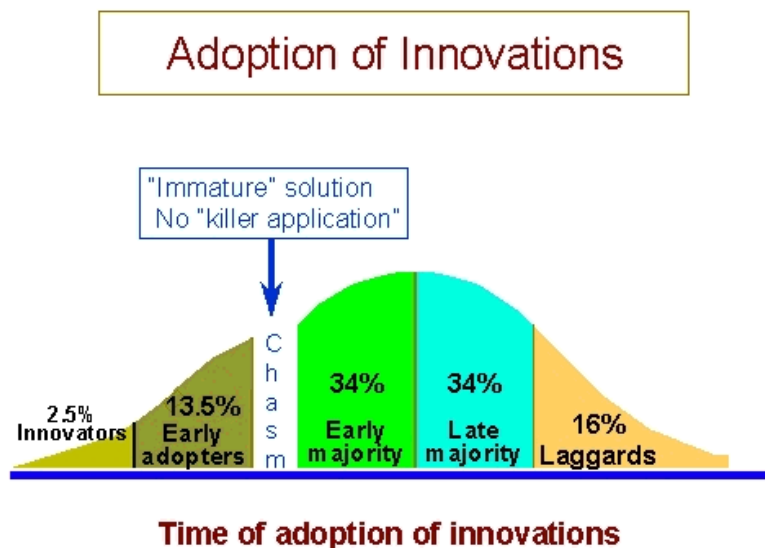 Adoption of Innovations
"Immature" solution
No "killer application"
Chasm
2.5%
Innovators
13.5%
Early
adopters
34%
Early
majority
34%
Late
majority
16%
Laggards
Time of adoption of innovations